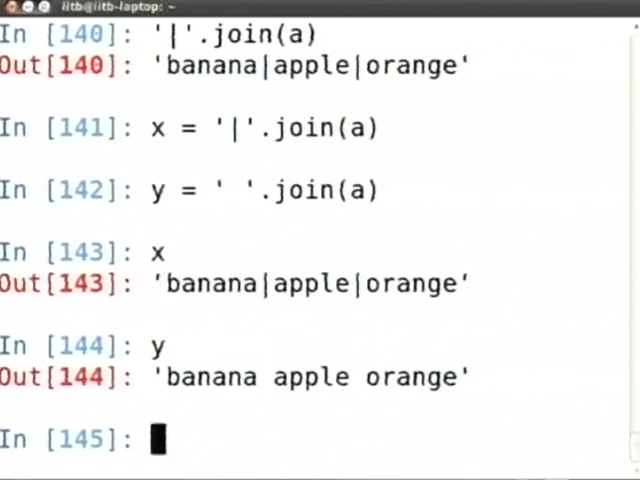 iitb@iitb-laptop: ~
In [140]: '|'.join(a)
Out[140]: 'banana|apple|orange'
In [141]: x = '|'.join(a)
In [142]: y = ' '.join(a)
In [143]: x
Out[143]: 'banana|apple|orange'
In [144]: y
Out[144]: 'banana apple orange'
In [145]: